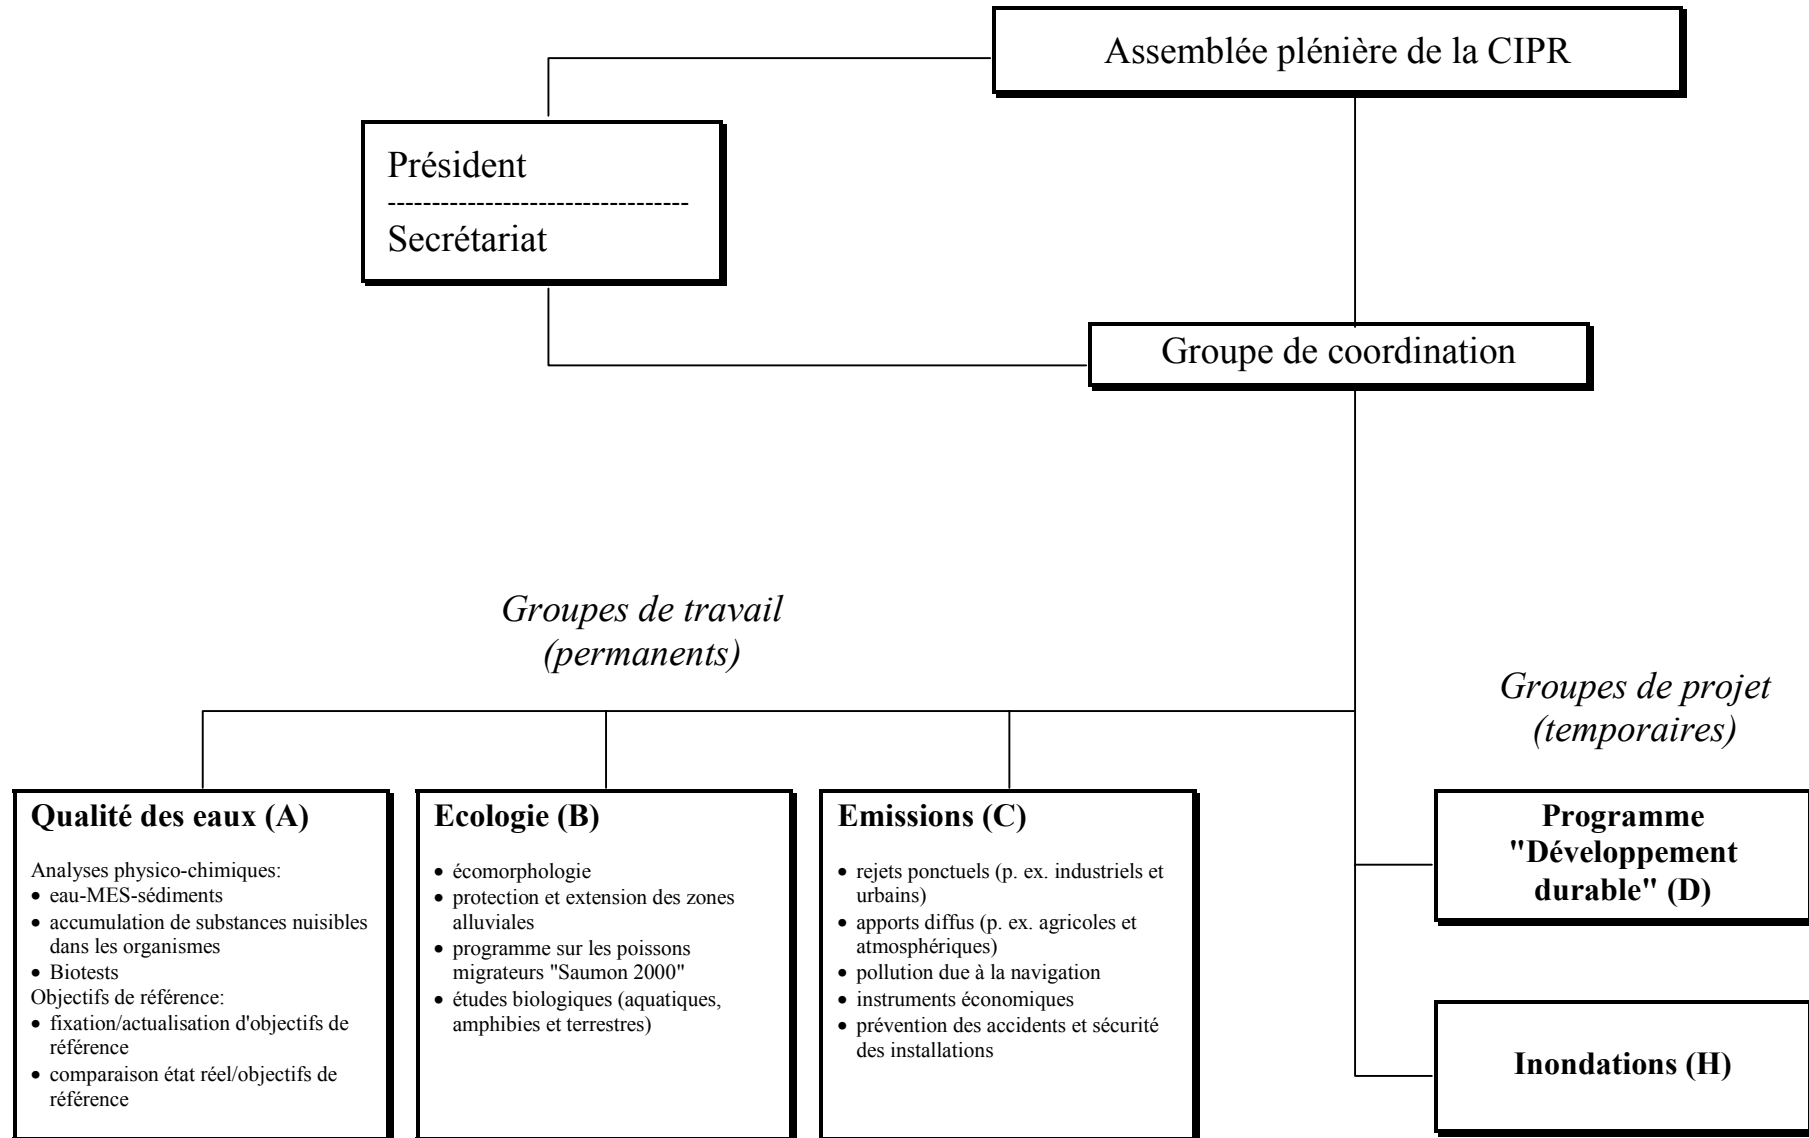 Assemblée plénière de la CIPR
Président
----------------------------------
Secrétariat
Groupe de coordination
Groupes de travail
(permanents)
Groupes de projet
(temporaires)
Qualité des eaux (A)
Analyses physico-chimiques:
• eau-MES-sédiments
• accumulation de substances nuisibles
dans les organismes
• Biotests
Objectifs de référence:
• fixation/actualisation d'objectifs de
référence
• comparaison état réel/objectifs de
référence
Ecologie (B)
• écomorphologie
• protection et extension des zones
alluviales
• programme sur les poissons
migrateurs "Saumon 2000"
• études biologiques (aquatiques,
amphibies et terrestres)
Emissions (C)
• rejets ponctuels (p. ex. industriels et
urbains)
• apports diffus (p. ex. agricoles et
atmosphériques)
• pollution due à la navigation
• instruments économiques
• prévention des accidents et sécurité
des installations
Programme
"Développement
durable" (D)
Inondations (H)